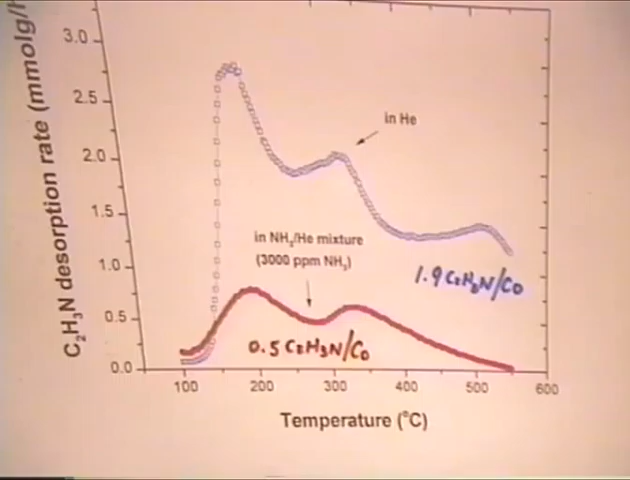 C₂H₃N desorption rate (mmolg/
3.0
2.5
2.0
1.5
1.0
0.5
0.0
in He
in NH₃/He mixture
(3000 ppm NH₃)
1.9 C₂H₃N/Co
0.5 C₂H₃N/Co
100 200 300 400 500 600
Temperature (°C)